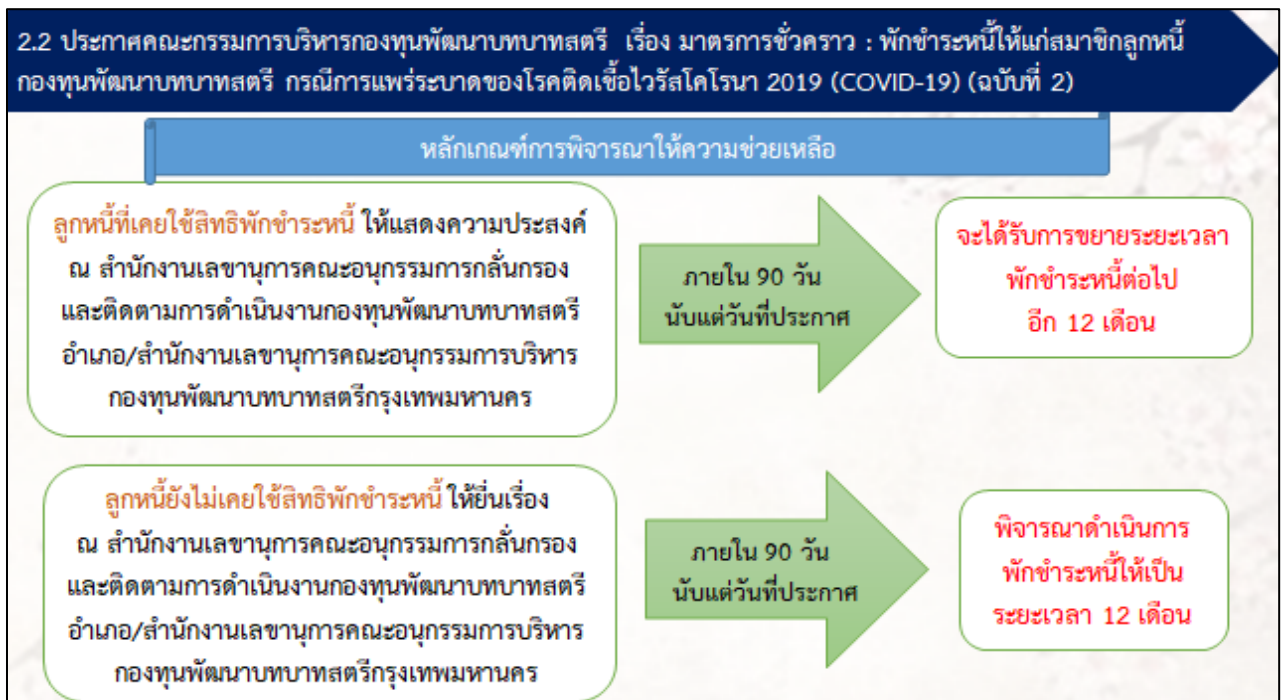 2.2 ประกาศคณะกรรมการบริหารกองทุนพัฒนาบทบาทสตรี เรื่อง มาตรการชั่วคราว : พักชำระหนี้ให้แก่สมาชิกลูกหนี้
กองทุนพัฒนาบทบาทสตรี กรณีการแพร่ระบาดของโรคติดเชื้อไวรัสโคโรนา 2019 (COVID-19) (ฉบับที่ 2)
หลักเกณฑ์การพิจารณาให้ความช่วยเหลือ
ลูกหนี้ที่เคยใช้สิทธิพักชำระหนี้ ให้แสดงความประสงค์
ณ สำนักงานเลขานุการคณะอนุกรรมการกลั่นกรอง
และติดตามการดำเนินงานกองทุนพัฒนาบทบาทสตรี
อำเภอ/สำนักงานเลขานุการคณะอนุกรรมการบริหาร
กองทุนพัฒนาบทบาทสตรีกรุงเทพมหานคร
ภายใน 90 วัน
นับแต่วันที่ประกาศ
จะได้รับการขยายระยะเวลา
พักชำระหนี้ต่อไป
อีก 12 เดือน
ลูกหนี้ยังไม่เคยใช้สิทธิพักชำระหนี้ ให้ยื่นเรื่อง
ณ สำนักงานเลขานุการคณะอนุกรรมการกลั่นกรอง
และติดตามการดำเนินงานกองทุนพัฒนาบทบาทสตรี
อำเภอ/สำนักงานเลขานุการคณะอนุกรรมการบริหาร
กองทุนพัฒนาบทบาทสตรีกรุงเทพมหานคร
ภายใน 90 วัน
นับแต่วันที่ประกาศ
พิจารณาดำเนินการ
พักชำระหนี้ให้เป็น
ระยะเวลา 12 เดือน